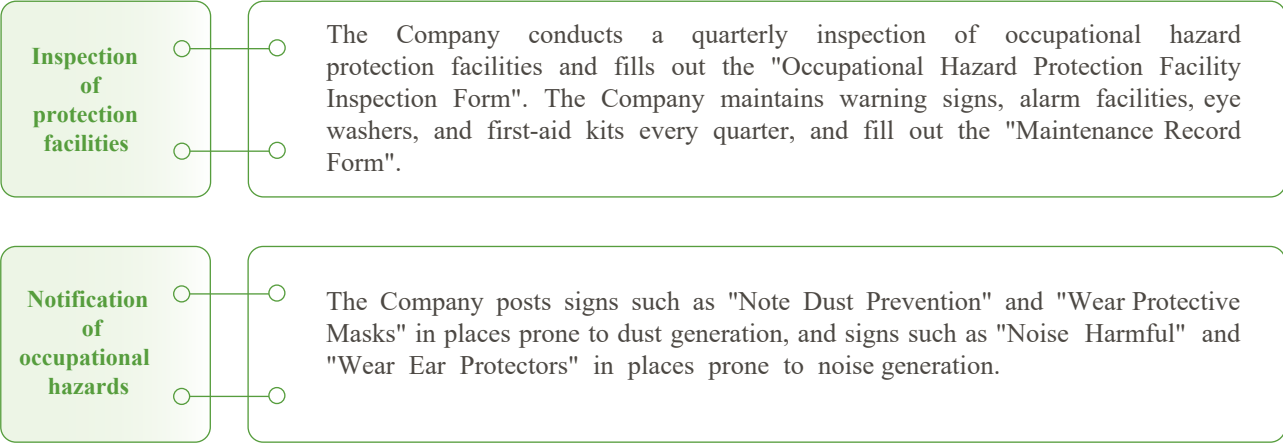 Inspection
of
protection
facilities
The Company conducts a quarterly inspection of occupational hazard
protection facilities and fills out the "Occupational Hazard Protection Facility
Inspection Form". The Company maintains warning signs, alarm facilities, eye
washers, and first-aid kits every quarter, and fill out the "Maintenance Record
Form".
Notification
of
occupational
hazards
The Company posts signs such as "Note Dust Prevention" and "Wear Protective
Masks" in places prone to dust generation, and signs such as "Noise Harmful" and
"Wear Ear Protectors" in places prone to noise generation.